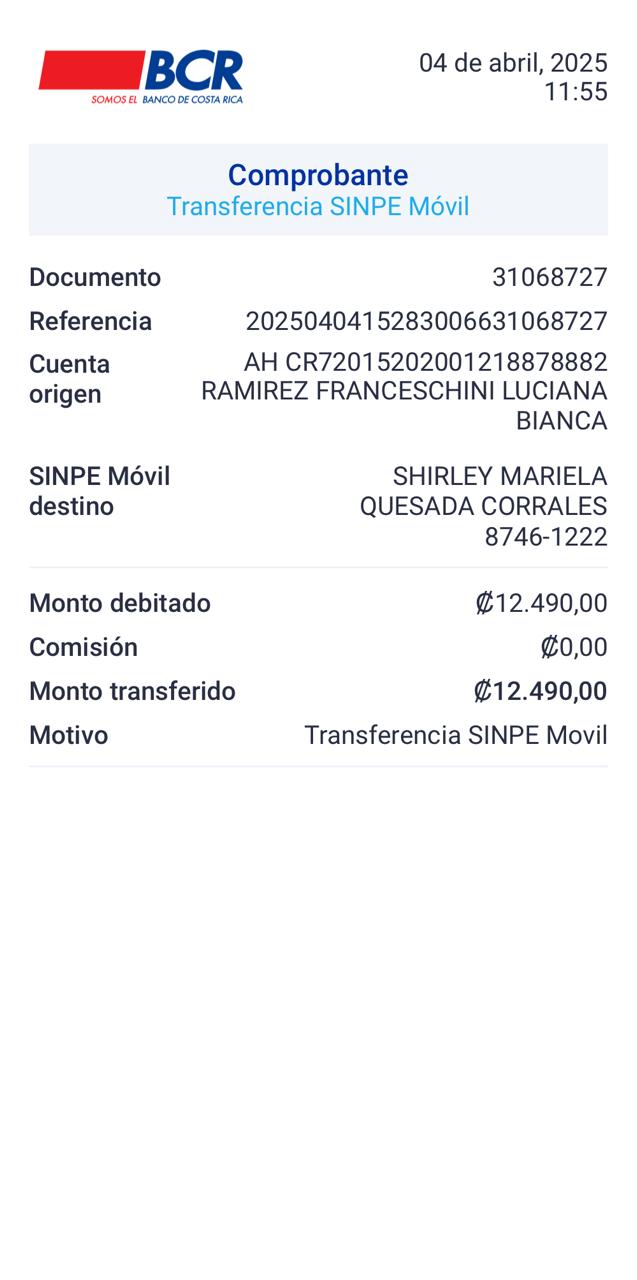 BCR
SOMOS EL BANCO DE COSTA RICA
04 de abril, 2025
11:55
Comprobante
Transferencia SINPE Móvil
Documento 31068727
Referencia 2025040415283006631068727
Cuenta origen AH CR72015202001218878882
RAMIREZ FRANCESCHINI LUCIANA
BIANCA
SINPE Móvil destino SHIRLEY MARIELA
QUESADA CORRALES
8746-1222
Monto debitado ₡12.490,00
Comisión ₡0,00
Monto transferido ₡12.490,00
Motivo Transferencia SINPE Movil